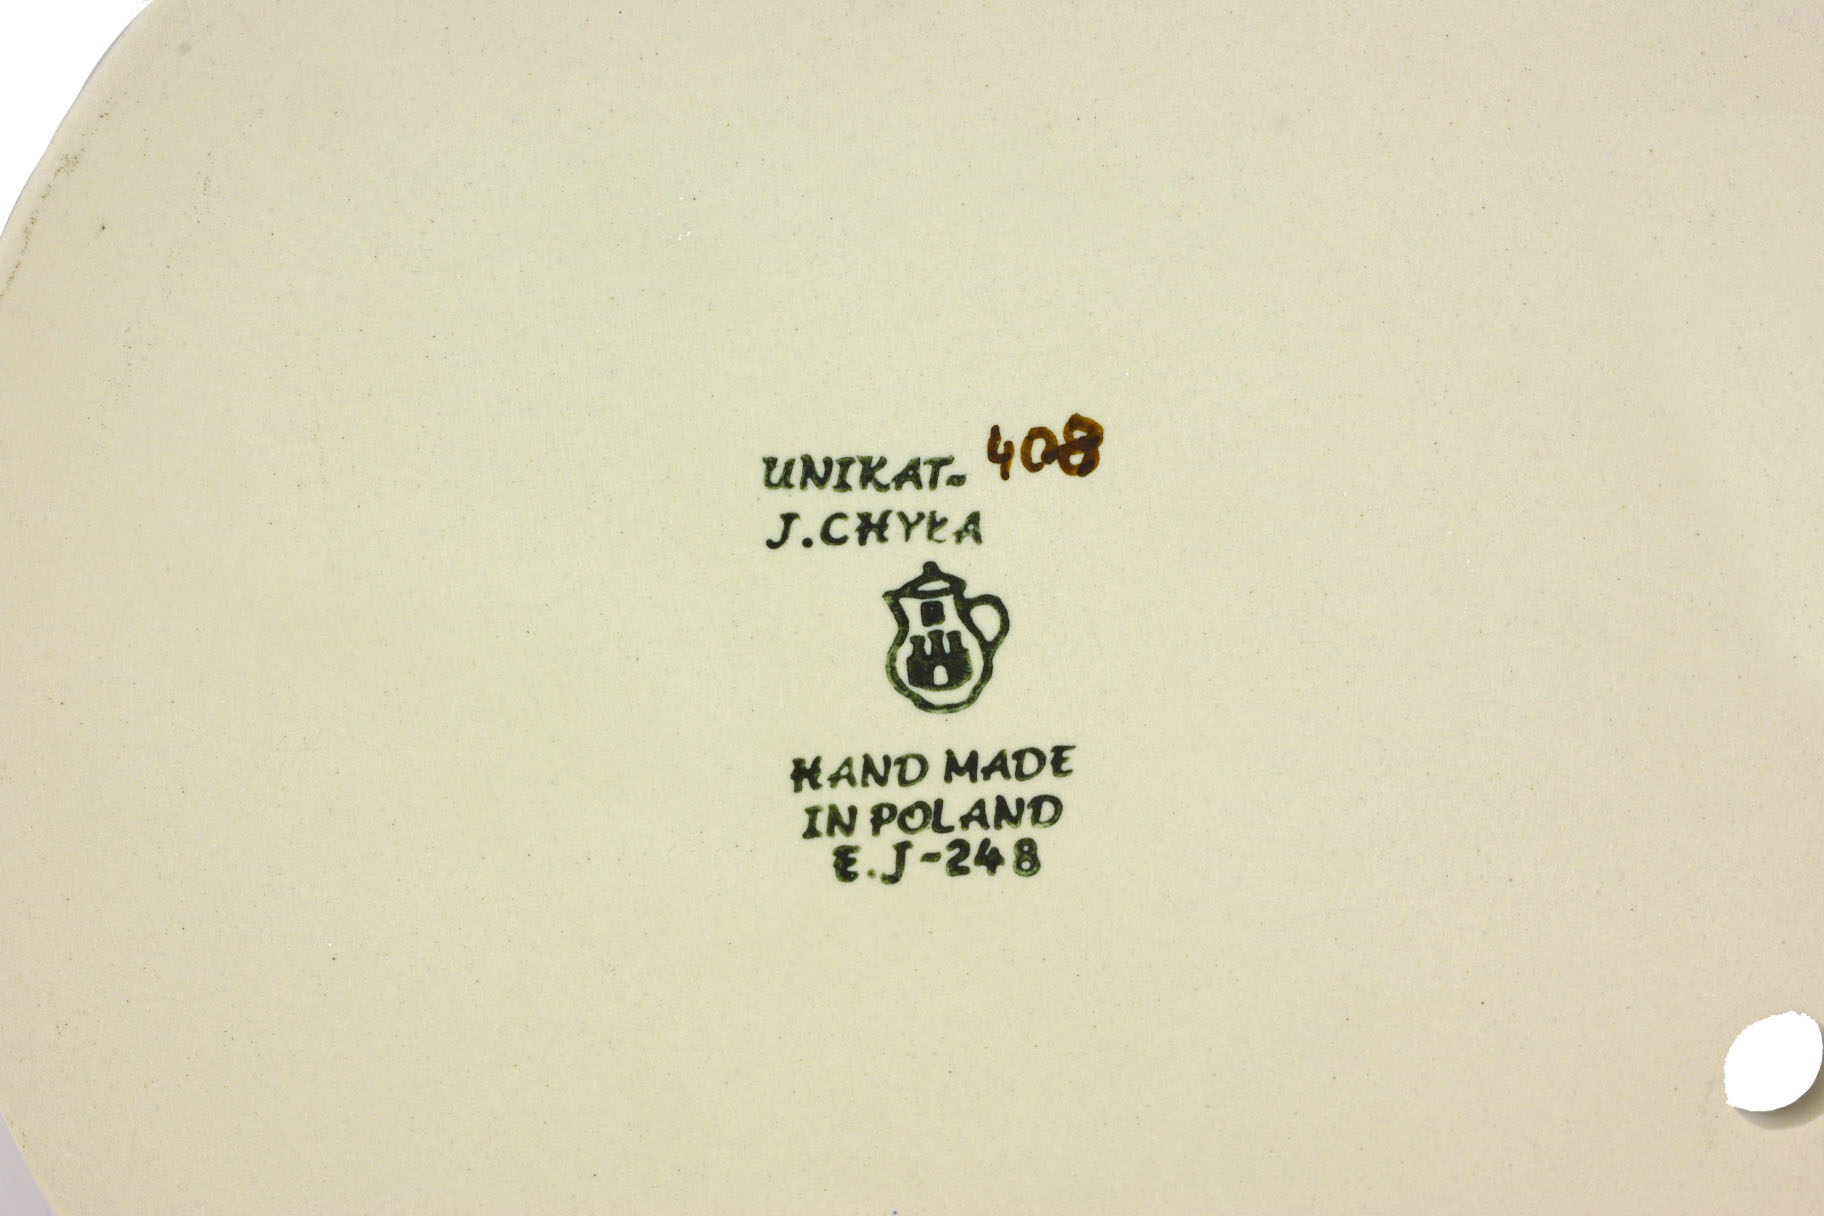 UNIKAT- 408
J.CHYŁA
HAND MADE
IN POLAND
E.J-248